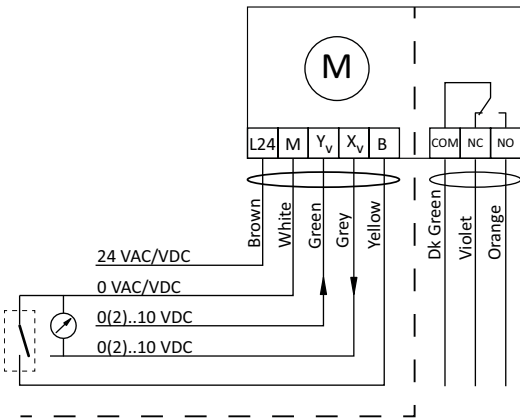 M
L24 M Yv Xv B COM NC NO
Brown
White
Green
Grey
Yellow
Dk Green
Violet
Orange
24 VAC/VDC
0 VAC/VDC
0(2)..10 VDC
0(2)..10 VDC